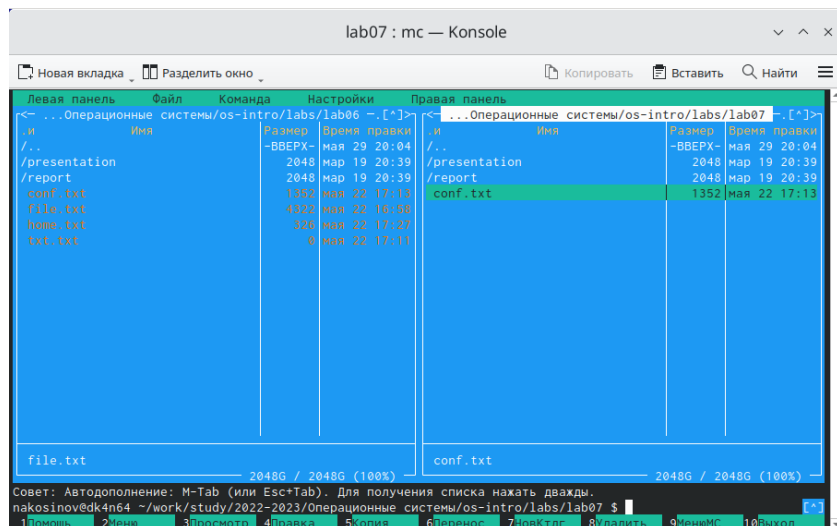 lab07 : mc — Konsole
Новая вкладка Разделить окно Копировать Вставить Найти
Левая панель Файл Команда Настройки Правая панель
<— ...Операционные системы/os-intro/labs/lab06 —.[^]> <— ...Операционные системы/os-intro/labs/lab07 —.[^]>
.и Имя Размер Время правки .и Имя Размер Время правки
/.. -ВВЕРХ- мая 29 20:04 /.. -ВВЕРХ- мая 29 20:04
/presentation 2048 мар 19 20:39 /presentation 2048 мар 19 20:39
/report 2048 мар 19 20:39 /report 2048 мар 19 20:39
conf.txt 1352 мая 22 17:13 conf.txt 1352 мая 22 17:13
file.txt 4322 мая 22 16:58
home.txt 326 мая 22 17:27
txt.txt 0 мая 22 17:11
file.txt conf.txt
2048G / 2048G (100%) 2048G / 2048G (100%)
Совет: Автодополнение: M-Tab (или Esc+Tab). Для получения списка нажать дважды.
nakosinov@dk4n64 ~/work/study/2022-2023/Операционные системы/os-intro/labs/lab07 $ [^]
1Помощь 2Меню 3Просмотр 4Правка 5Копия 6Перенос 7НовКтлг 8Удалить 9МенюMC 10Выход